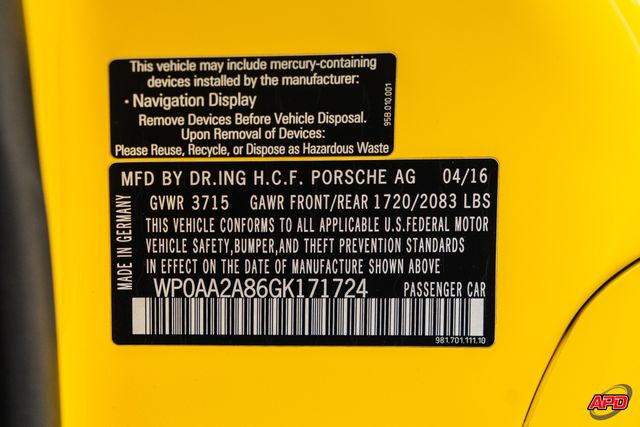 This vehicle may include mercury-containing
devices installed by the manufacturer:
· Navigation Display
Remove Devices Before Vehicle Disposal.
Upon Removal of Devices:
Please Reuse, Recycle, or Dispose as Hazardous Waste
95B.010.001
MFD BY DR.ING H.C.F. PORSCHE AG 04/16
GVWR 3715 GAWR FRONT/REAR 1720/2083 LBS
THIS VEHICLE CONFORMS TO ALL APPLICABLE U.S.FEDERAL MOTOR
VEHICLE SAFETY,BUMPER,AND THEFT PREVENTION STANDARDS
IN EFFECT ON THE DATE OF MANUFACTURE SHOWN ABOVE
WP0AA2A86GK171724 PASSENGER CAR
MADE IN GERMANY
981.701.111.10
APD